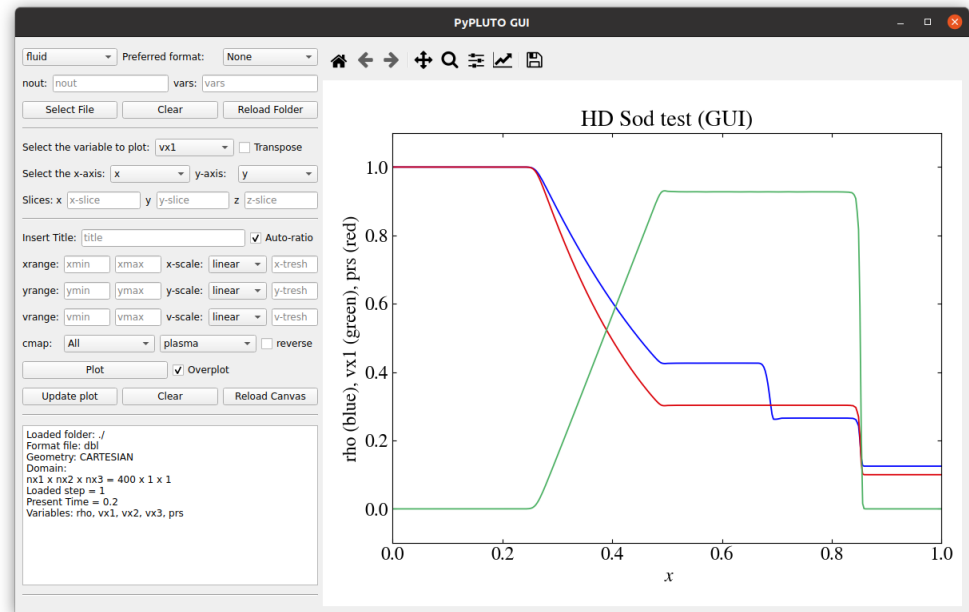 PyPLUTO GUI
fluid Preferred format: None
nout: nout vars: vars
Select File Clear Reload Folder
Select the variable to plot: vx1 Transpose
Select the x-axis: x y-axis: y
Slices: x x-slice y y-slice z z-slice
Insert Title: title Auto-ratio
xrange: xmin xmax x-scale: linear x-tresh
yrange: ymin ymax y-scale: linear y-tresh
vrange: vmin vmax v-scale: linear v-tresh
cmap: All plasma reverse
Plot Overplot
Update plot Clear Reload Canvas
Loaded folder: ./
Format file: dbl
Geometry: CARTESIAN
Domain:
nx1 x nx2 x nx3 = 400 x 1 x 1
Loaded step = 1
Present Time = 0.2
Variables: rho, vx1, vx2, vx3, prs
HD Sod test (GUI)
rho (blue), vx1 (green), prs (red)
1.0
0.8
0.6
0.4
0.2
0.0
0.0 0.2 0.4 0.6 0.8 1.0
x